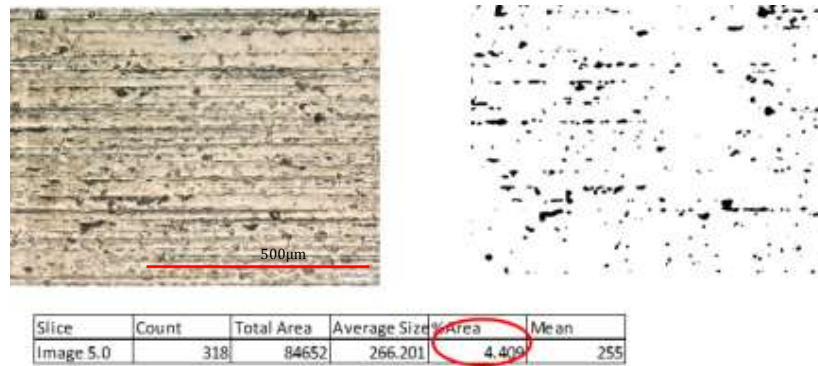 500μm
Slice Count Total Area Average Size %Area Mean
Image 5.0 318 84652 266.201 4.409 255